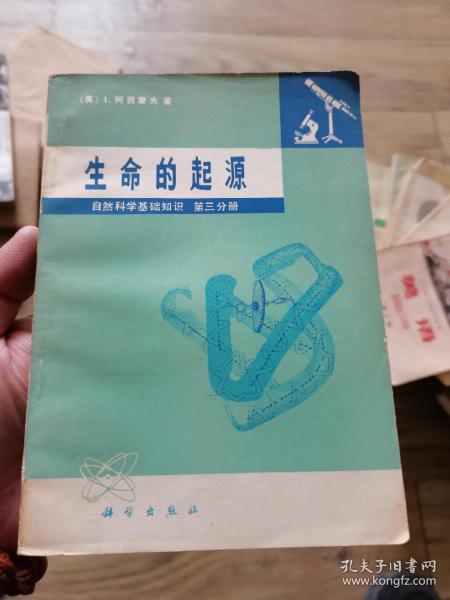 〔美〕I. 阿西摩夫 著
生命的起源
自然科学基础知识 第三分册
科学出版社
孔夫子旧书网
www.kongfz.com